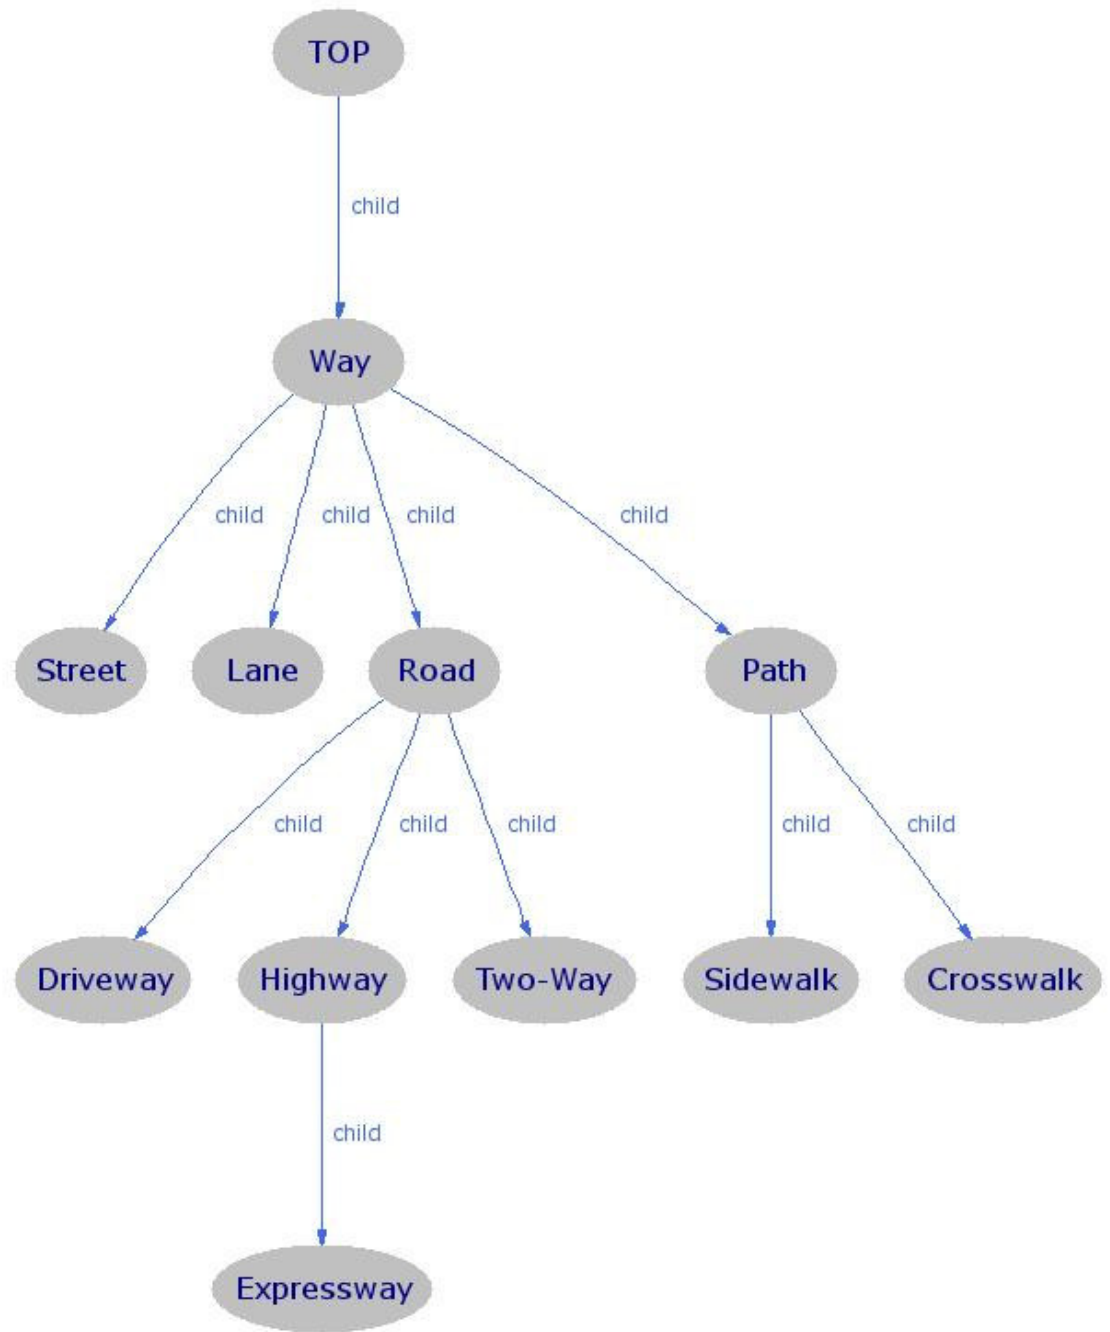 TOP
child
Way
child child child child
Street Lane Road Path
child child child child child
Driveway Highway Two-Way Sidewalk Crosswalk
child
Expressway